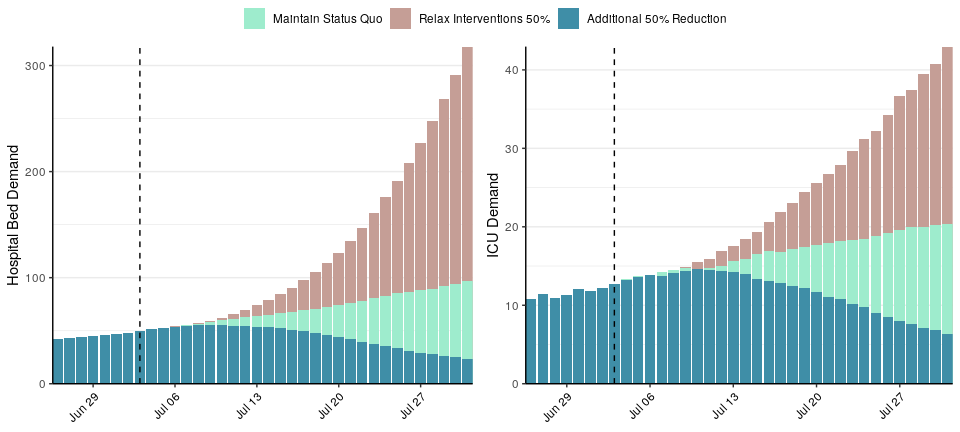 Maintain Status Quo Relax Interventions 50% Additional 50% Reduction
Hospital Bed Demand
300
200
100
0
Jun 29 Jul 06 Jul 13 Jul 20 Jul 27
ICU Demand
40
30
20
10
0
Jun 29 Jul 06 Jul 13 Jul 20 Jul 27